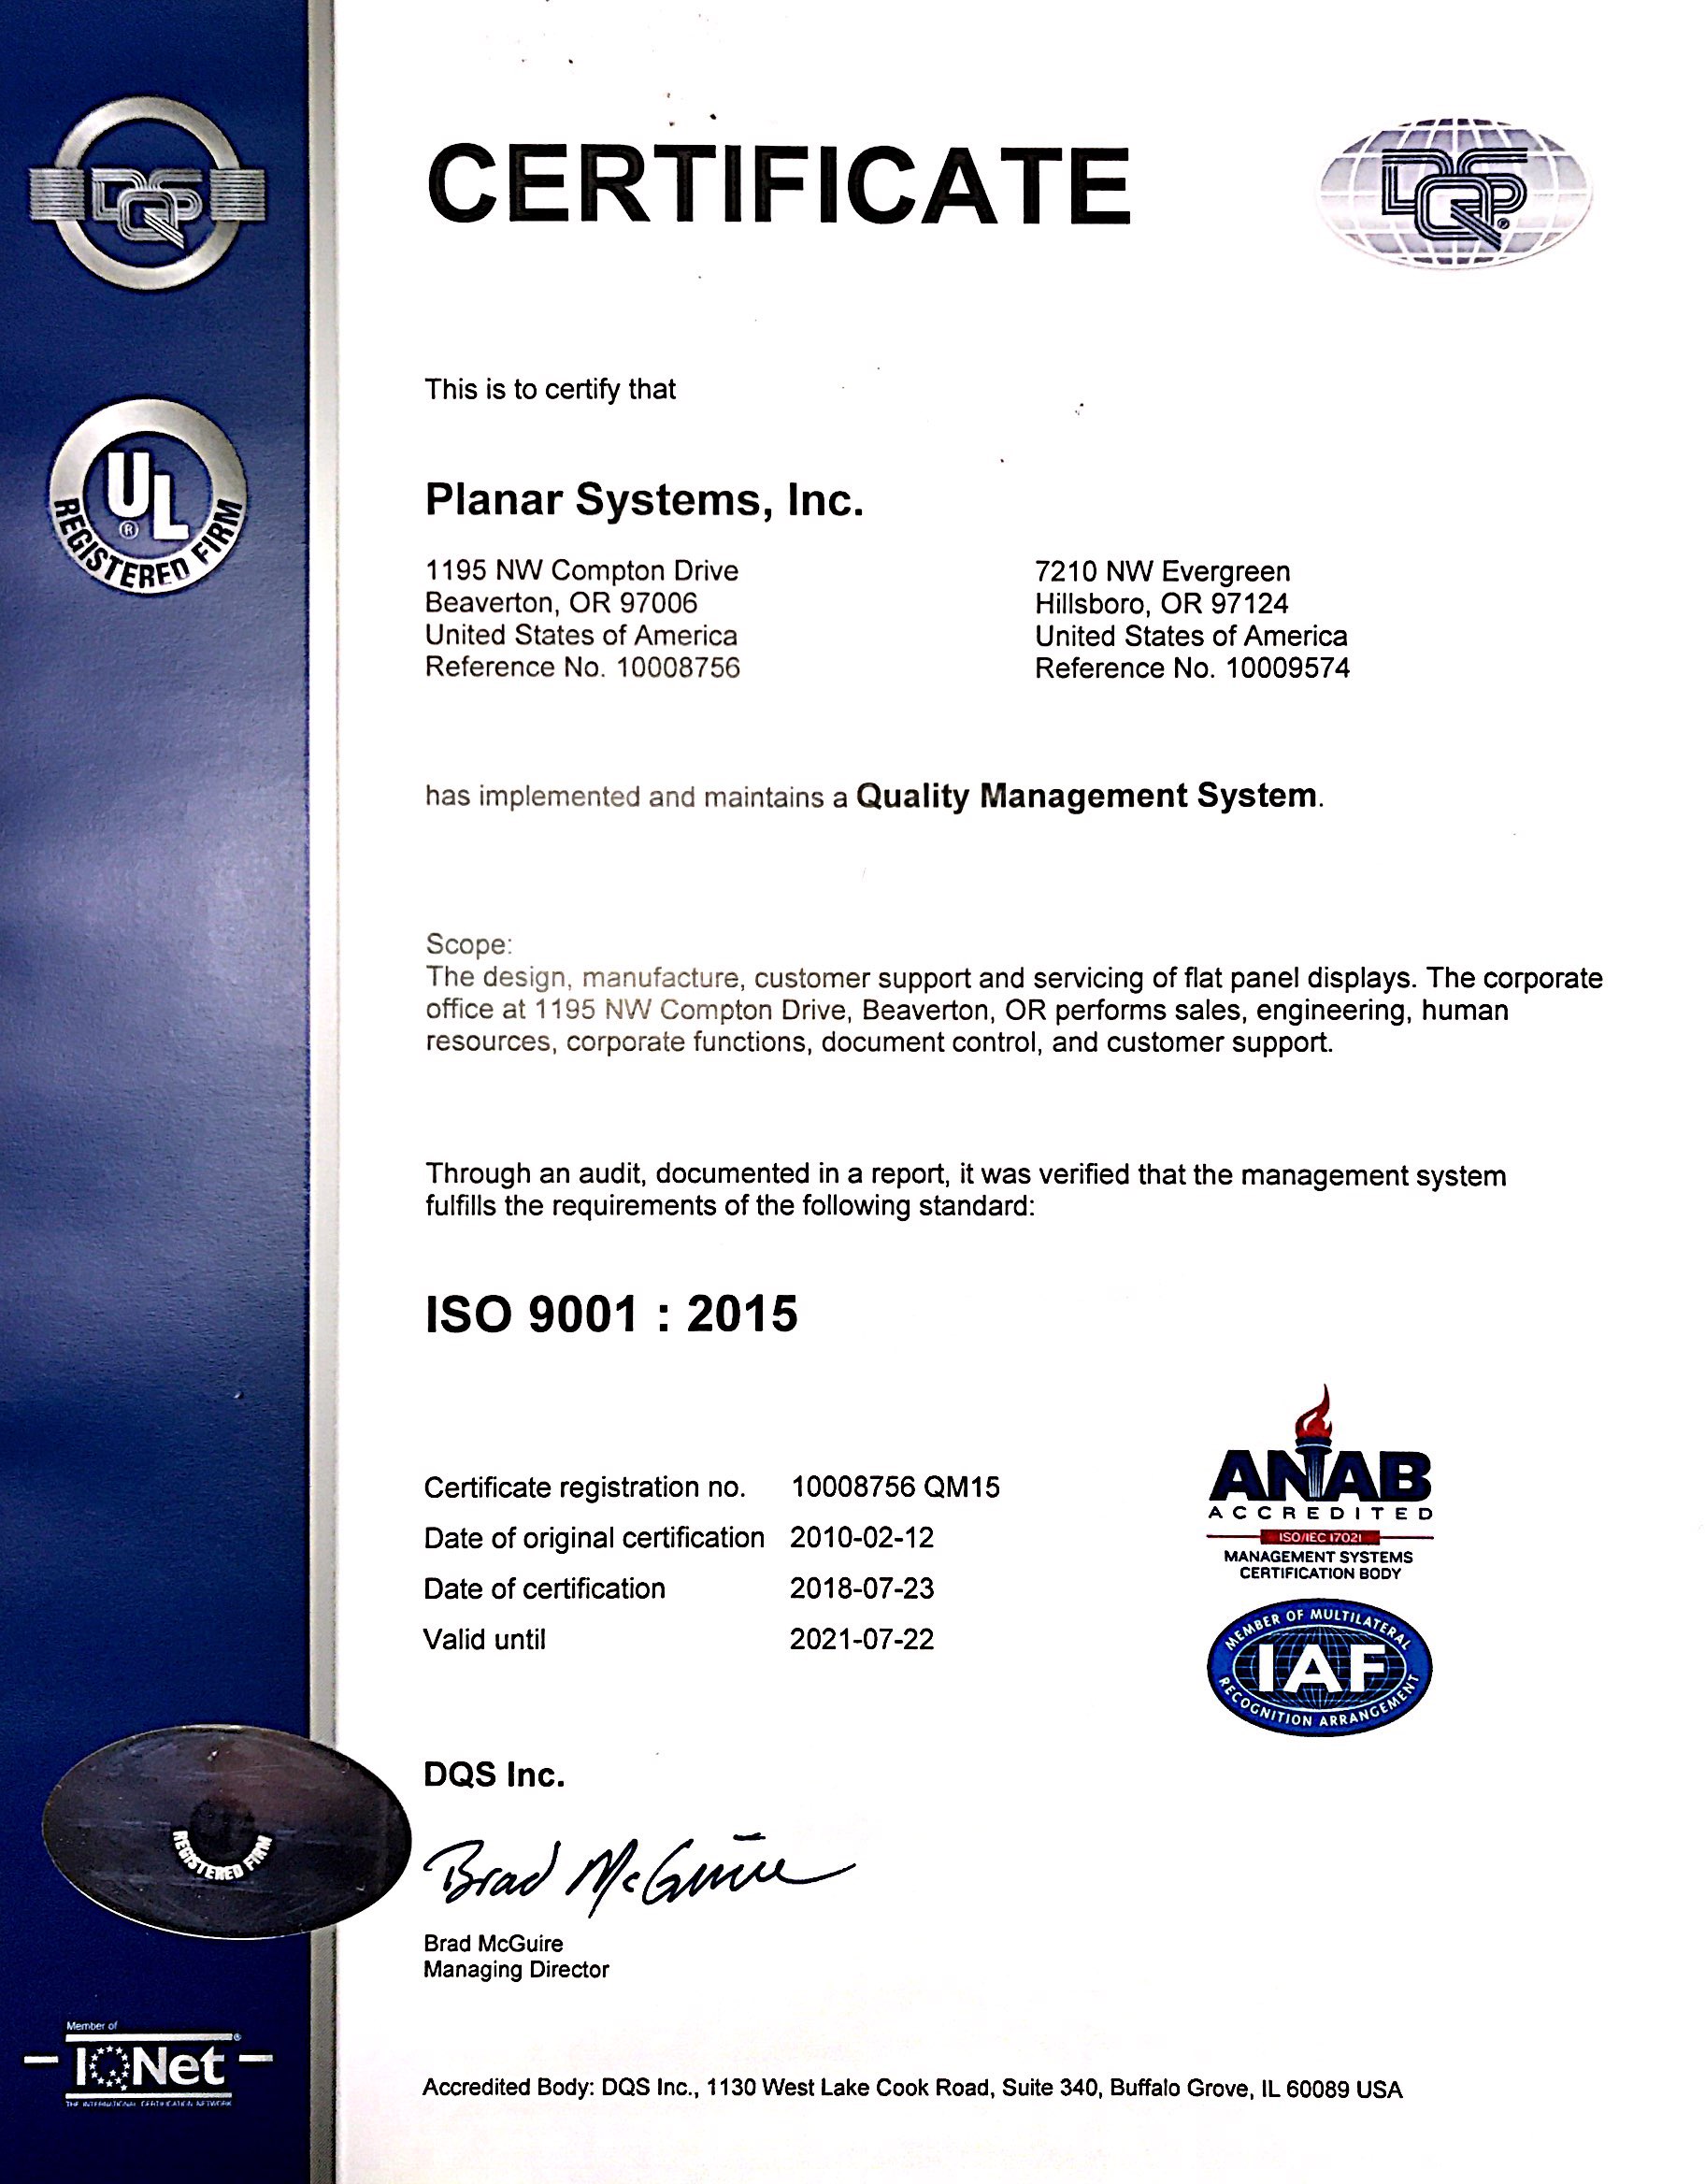 DQS
CERTIFICATE
DQS
UL
®
REGISTERED FIRM
This is to certify that
Planar Systems, Inc.
1195 NW Compton Drive
Beaverton, OR 97006
United States of America
Reference No. 10008756
7210 NW Evergreen
Hillsboro, OR 97124
United States of America
Reference No. 10009574
has implemented and maintains a Quality Management System.
Scope:
The design, manufacture, customer support and servicing of flat panel displays. The corporate
office at 1195 NW Compton Drive, Beaverton, OR performs sales, engineering, human
resources, corporate functions, document control, and customer support.
Through an audit, documented in a report, it was verified that the management system
fulfills the requirements of the following standard:
ISO 9001 : 2015
Certificate registration no. 10008756 QM15
Date of original certification 2010-02-12
Date of certification 2018-07-23
Valid until 2021-07-22
ANAB
ACCREDITED
ISO/IEC 17021
MANAGEMENT SYSTEMS
CERTIFICATION BODY
MEMBER OF MULTILATERAL
IAF
RECOGNITION ARRANGEMENT
REGISTERED FIRM
DQS Inc.
Brad McGuire
Brad McGuire
Managing Director
Member of
IQNet
®
THE INTERNATIONAL CERTIFICATION NETWORK
Accredited Body: DQS Inc., 1130 West Lake Cook Road, Suite 340, Buffalo Grove, IL 60089 USA